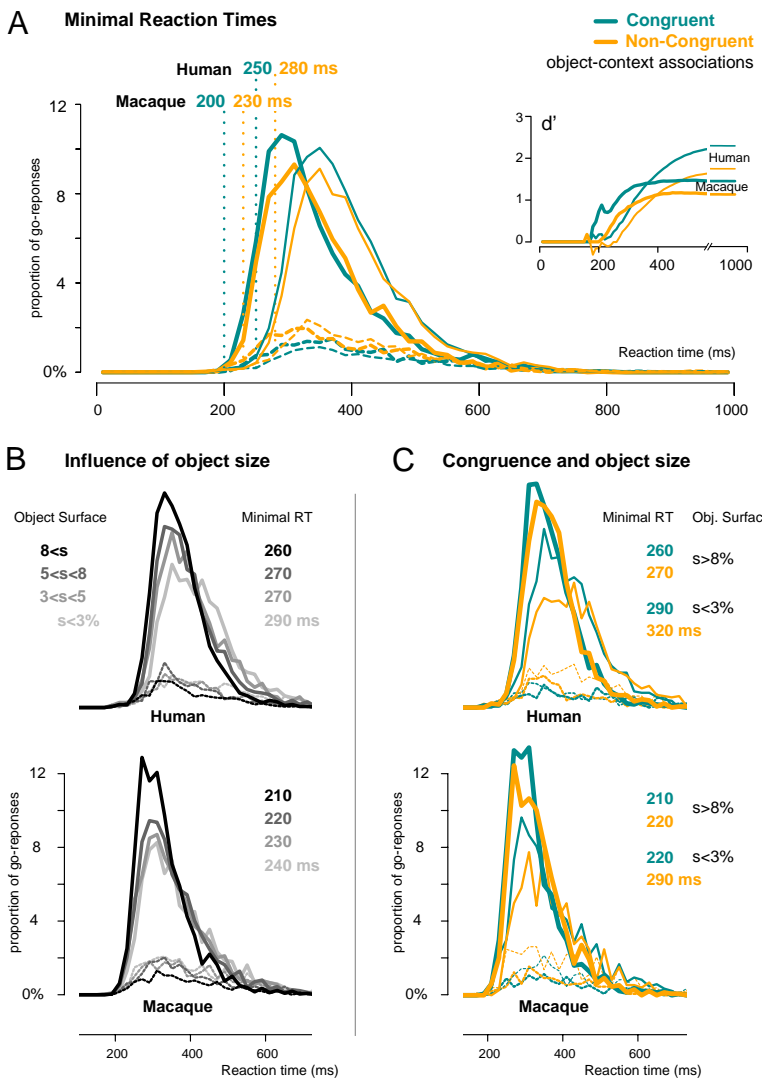 A Minimal Reaction Times
Congruent
Non-Congruent
object-context associations
Human 250 280 ms
Macaque 200 230 ms
proportion of go-reponses
12
8
4
0%
d'
3
2
1
0
Human
Macaque
0 200 400 1000
Reaction time (ms)
0 200 400 600 800 1000
B Influence of object size
Object Surface Minimal RT
8<s 260
5<s<8 270
3<s<5 270
s<3% 290 ms
Human
proportion of go-reponses
12
8
4
0%
210
220
230
240 ms
Macaque
200 400 600
Reaction time (ms)
C Congruence and object size
Minimal RT Obj. Surfac
260
270
s>8%
290
320 ms
s<3%
Human
proportion of go-reponses
12
8
4
0%
210
220
s>8%
220
290 ms
s<3%
Macaque
200 400 600
Reaction time (ms)